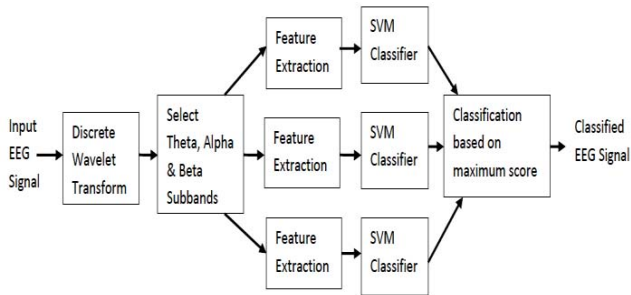 Input
EEG
Signal
Discrete
Wavelet
Transform
Select
Theta, Alpha
& Beta
Subbands
Feature
Extraction
SVM
Classifier
Feature
Extraction
SVM
Classifier
Feature
Extraction
SVM
Classifier
Classification
based on
maximum score
Classified
EEG Signal